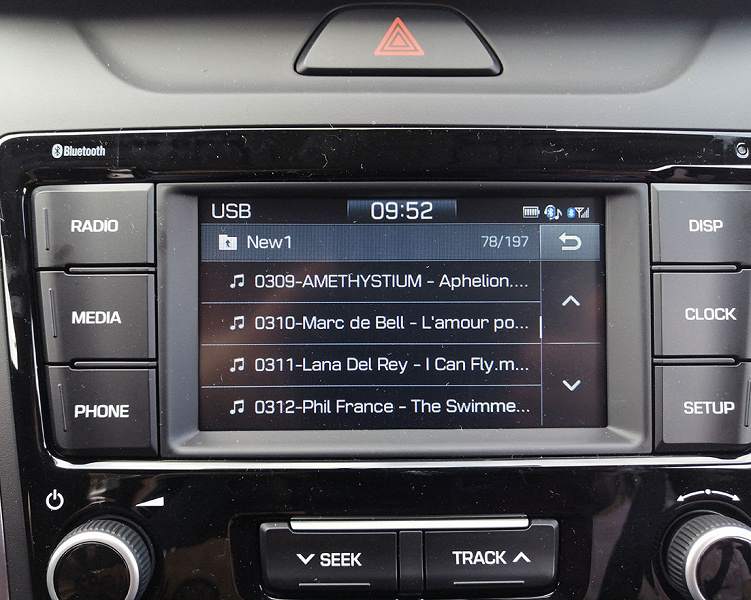 Bluetooth
RADIO
MEDIA
PHONE
USB 09:52
New1 78/197
0309-AMETHYSTIUM - Aphelion....
0310-Marc de Bell - L'amour po...
0311-Lana Del Rey - I Can Fly.m...
0312-Phil France - The Swimme...
DISP
CLOCK
SETUP
SEEK
TRACK